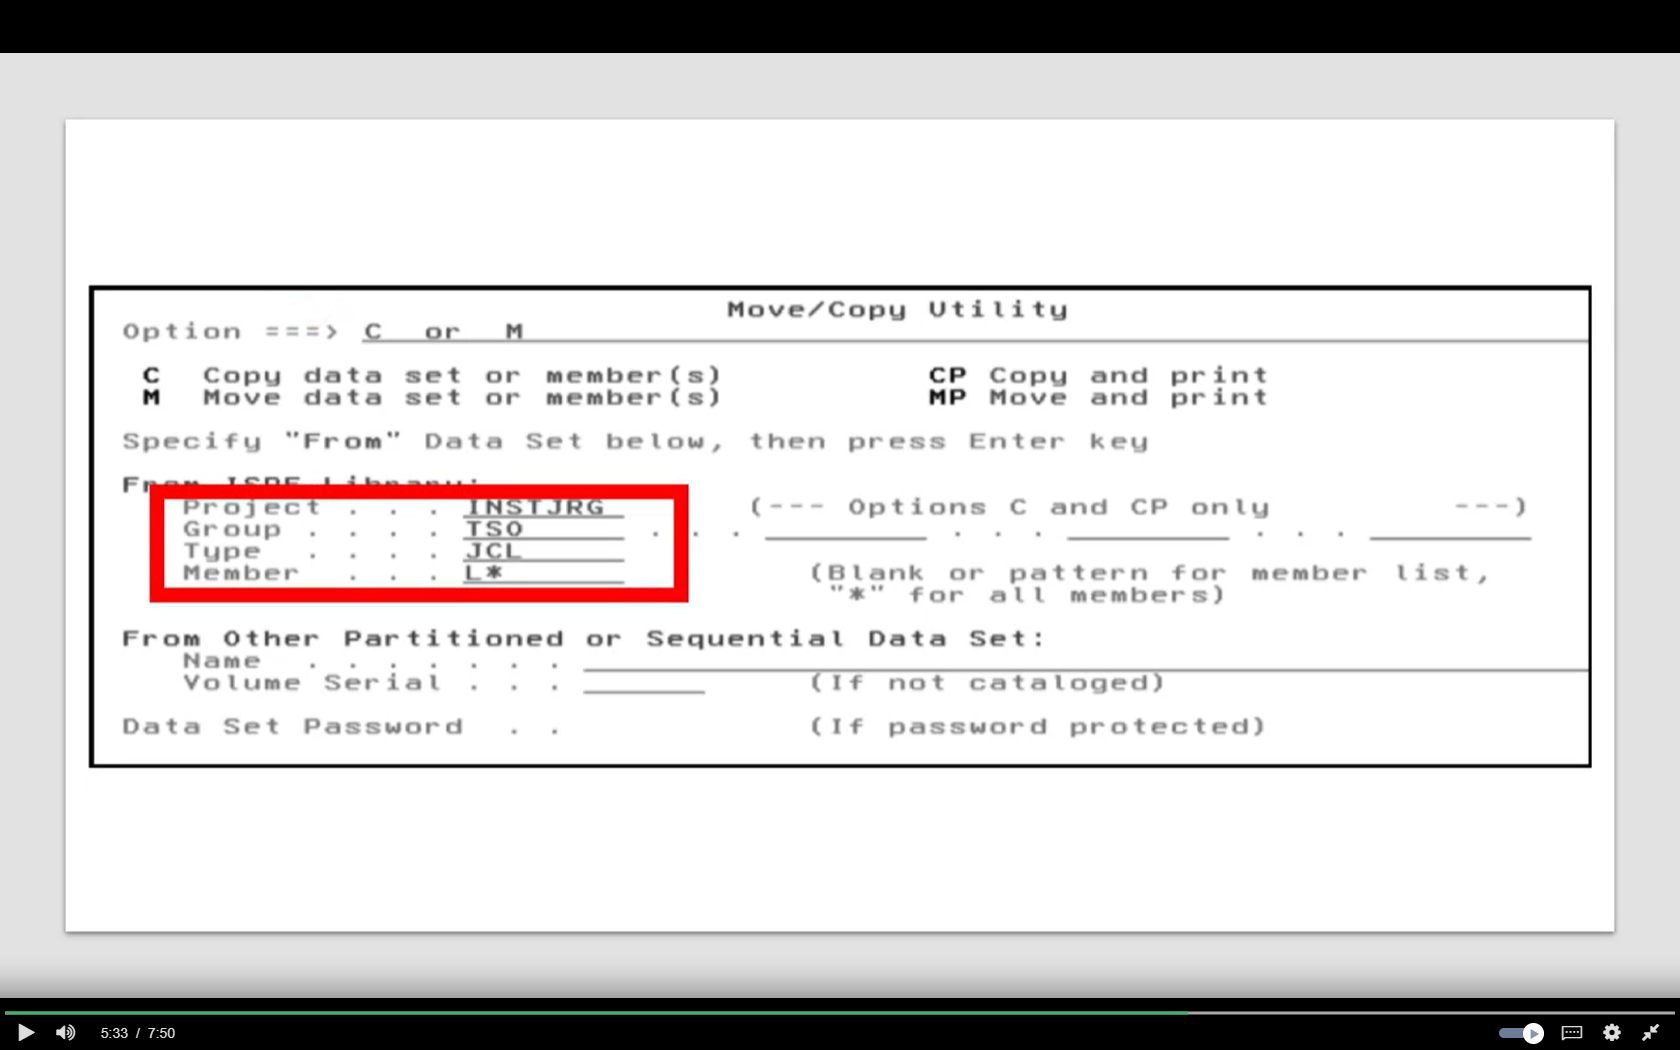 Move/Copy Utility
Option ===> C or M
C Copy data set or member(s) CP Copy and print
M Move data set or member(s) MP Move and print
Specify "From" Data Set below, then press Enter key
From ISPF Library:
Project . . . INSTJRG (--- Options C and CP only ---)
Group . . . . TSO . . . . . . . . .
Type . . . . JCL
Member . . . L* (Blank or pattern for member list,
"*" for all members)
From Other Partitioned or Sequential Data Set:
Name . . . . . . .
Volume Serial . . . (If not cataloged)
Data Set Password . . (If password protected)
5:33 / 7:50